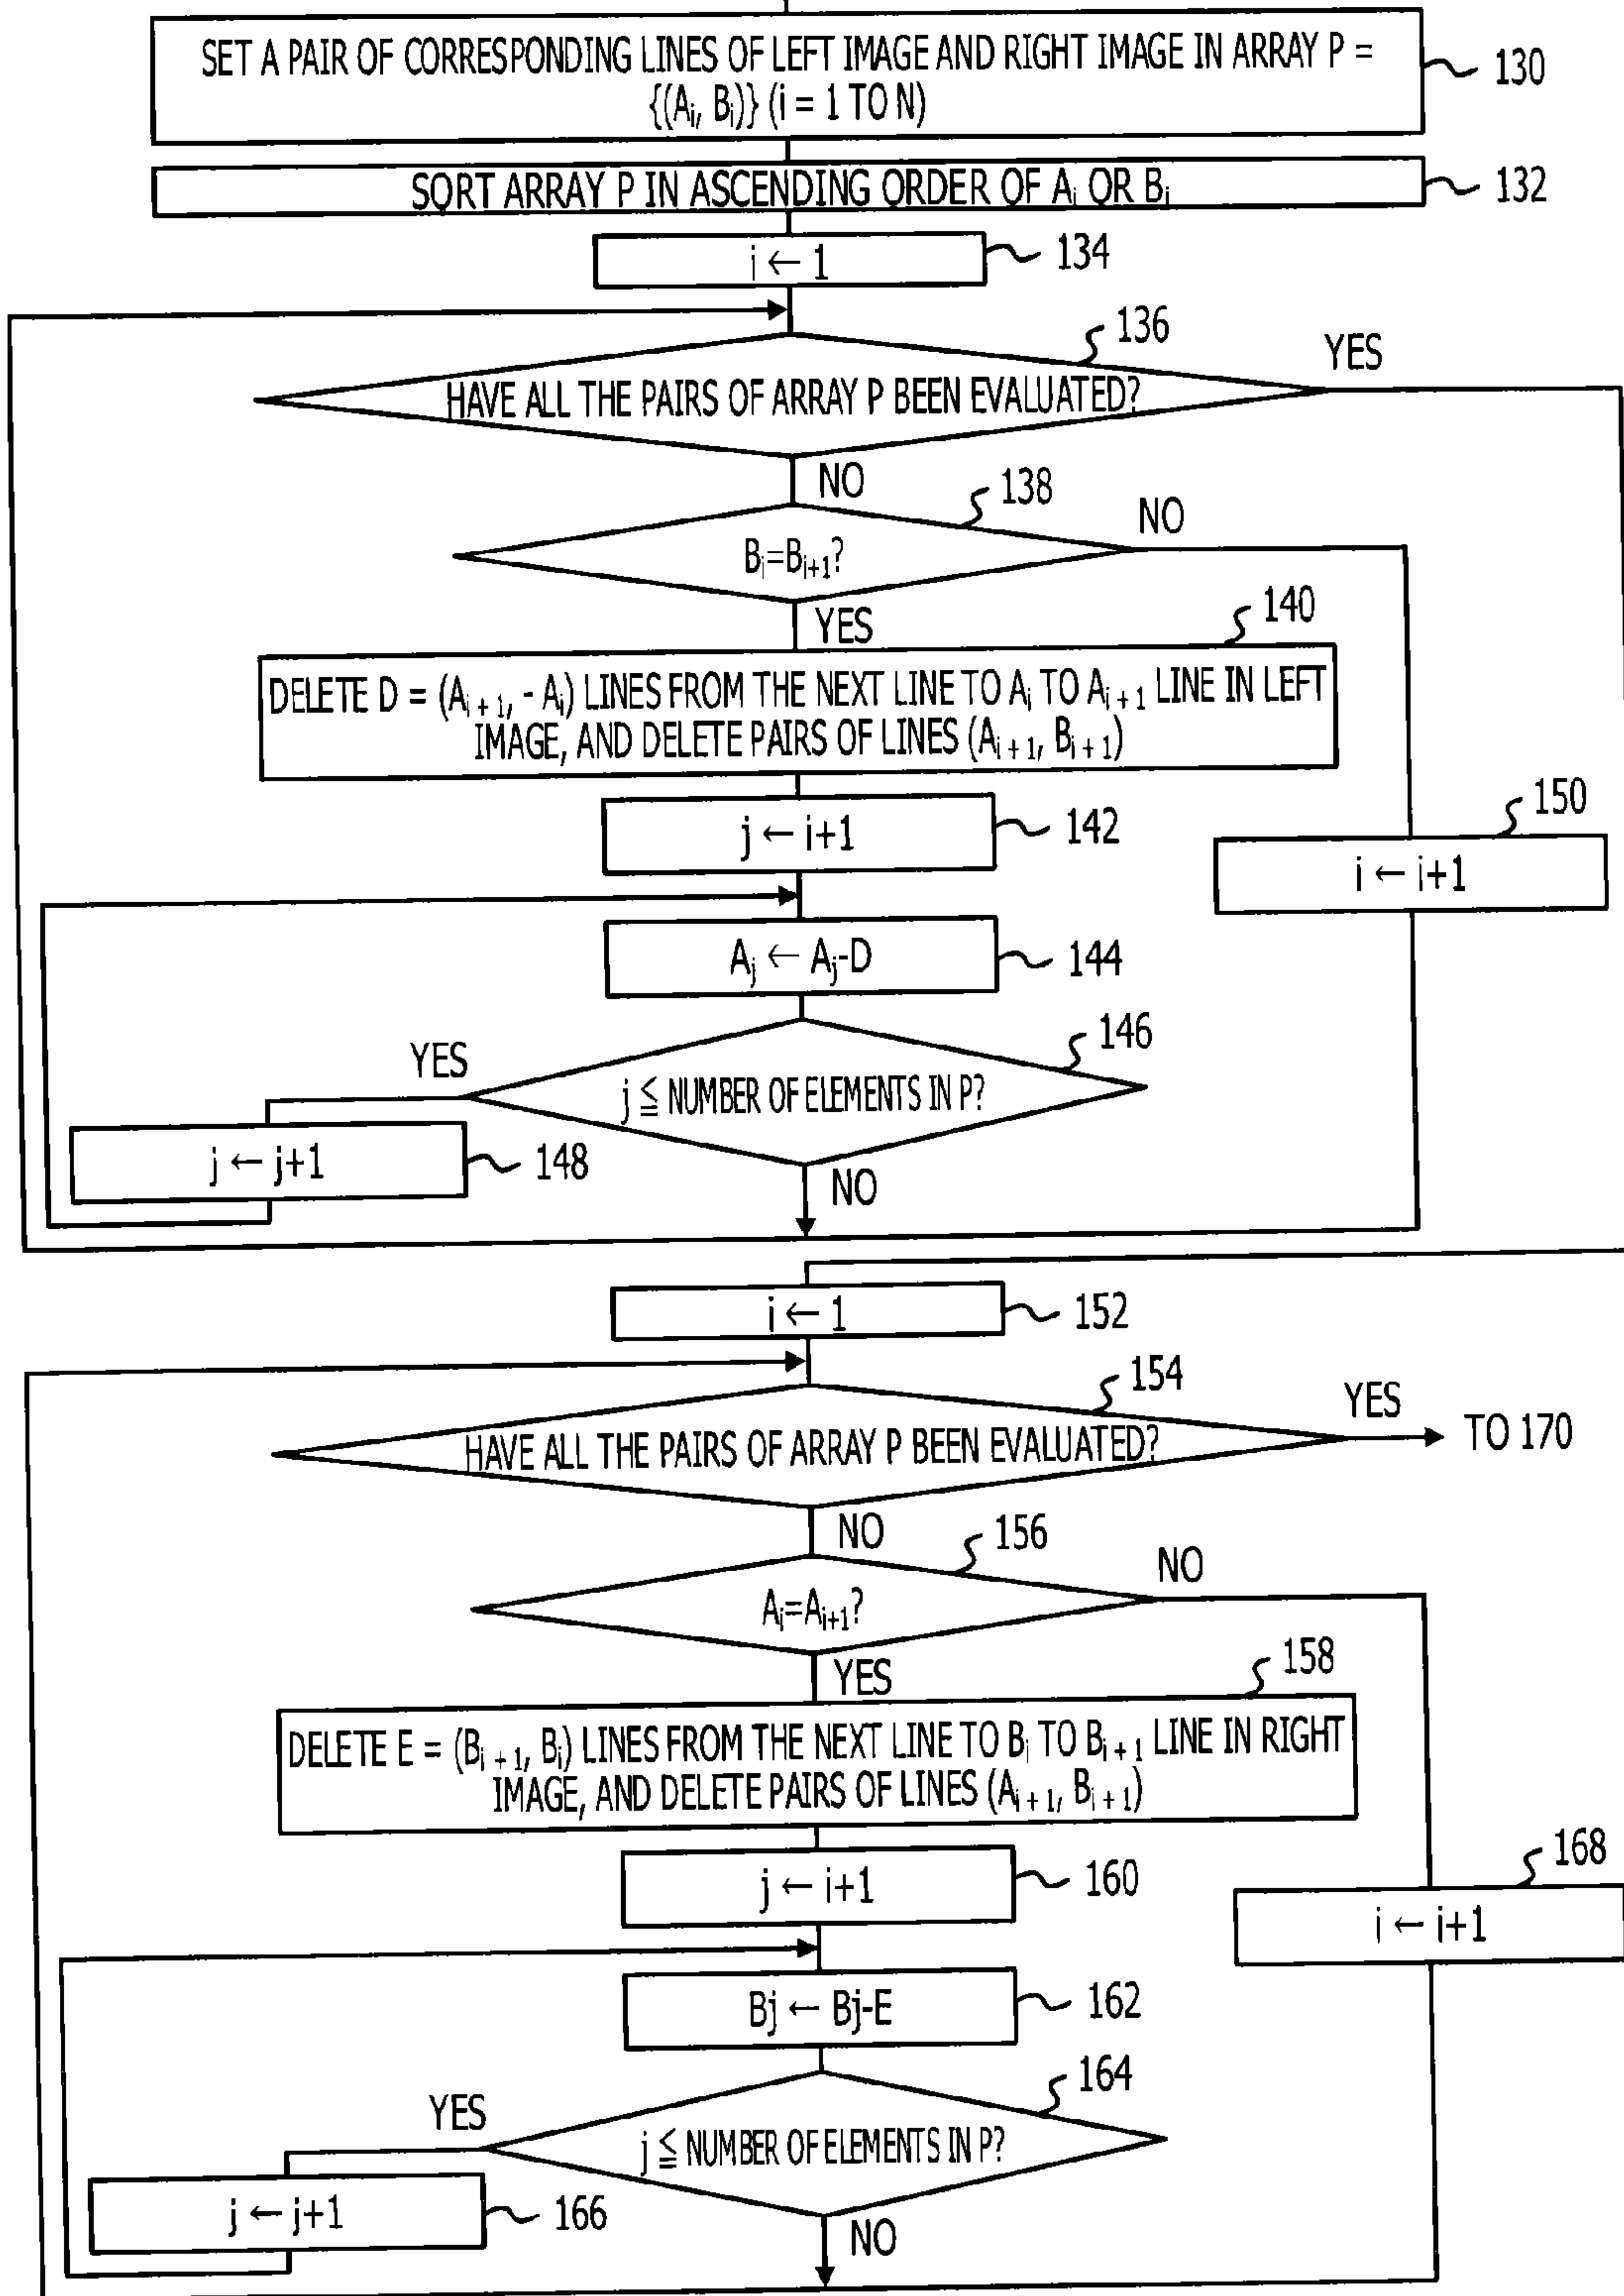 SET A PAIR OF CORRESPONDING LINES OF LEFT IMAGE AND RIGHT IMAGE IN ARRAY P =
{(Ai, Bi)} (i = 1 TO N)
130
SORT ARRAY P IN ASCENDING ORDER OF Ai OR Bi
132
i ← 1
134
136
YES
HAVE ALL THE PAIRS OF ARRAY P BEEN EVALUATED?
NO
138
NO
Bi=Bi+1?
YES
140
DELETE D = (Ai + 1, - Ai) LINES FROM THE NEXT LINE TO Ai TO Ai + 1 LINE IN LEFT
IMAGE, AND DELETE PAIRS OF LINES (Ai + 1, Bi + 1)
j ← i+1
142
150
i ← i+1
Aj ← Aj-D
144
146
YES
j ≦ NUMBER OF ELEMENTS IN P?
j ← j+1
148
NO
i ← 1
152
154
YES
HAVE ALL THE PAIRS OF ARRAY P BEEN EVALUATED?
TO 170
NO
156
NO
Ai=Ai+1?
YES
158
DELETE E = (Bi + 1, Bi) LINES FROM THE NEXT LINE TO Bi TO Bi + 1 LINE IN RIGHT
IMAGE, AND DELETE PAIRS OF LINES (Ai + 1, Bi + 1)
j ← i+1
160
168
i ← i+1
Bj ← Bj-E
162
164
YES
j ≦ NUMBER OF ELEMENTS IN P?
j ← j+1
166
NO